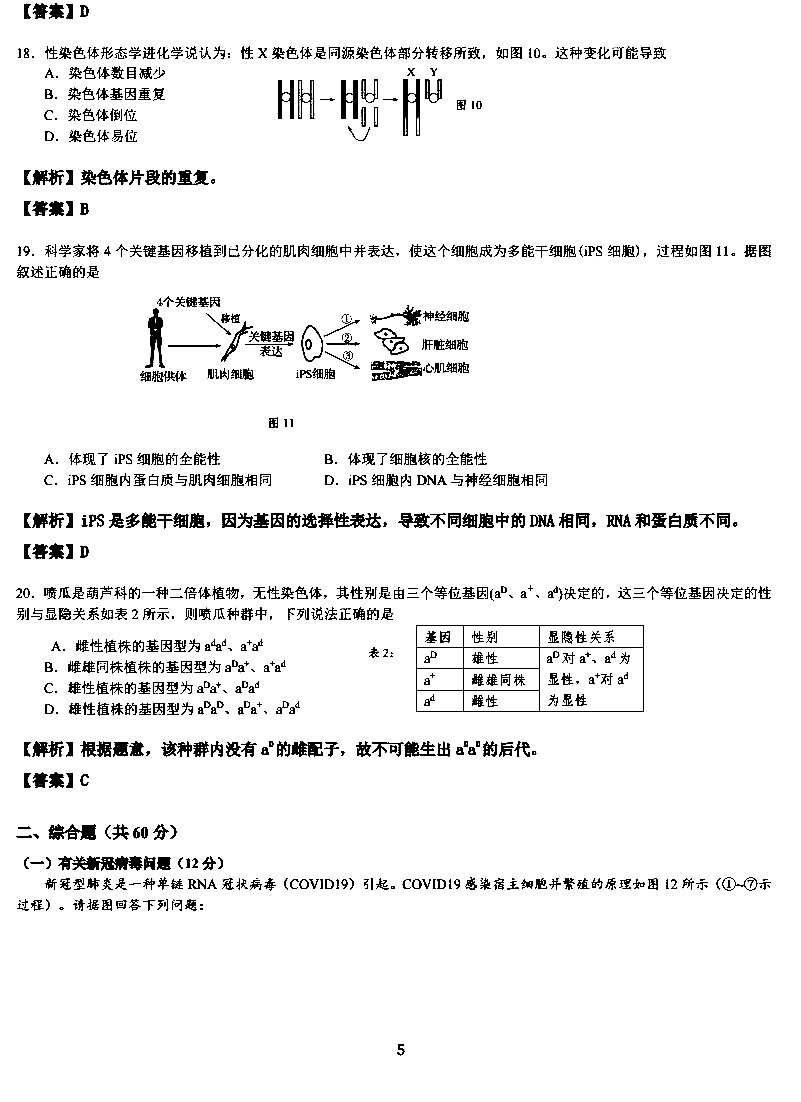 【答案】D
18．性染色体形态学进化学说认为：性 X 染色体是同源染色体部分转移所致，如图 10。这种变化可能导致
A．染色体数目减少
B．染色体基因重复
C．染色体倒位
D．染色体易位
X Y
图 10
【解析】染色体片段的重复。
【答案】B
19．科学家将 4 个关键基因移植到已分化的肌肉细胞中并表达，使这个细胞成为多能干细胞(iPS 细胞)，过程如图 11。据图
叙述正确的是
4个关键基因
移植
关键基因
表达
细胞供体
肌肉细胞
iPS细胞
①
②
③
神经细胞
肝脏细胞
心肌细胞
图 11
A．体现了 iPS 细胞的全能性 B．体现了细胞核的全能性
C．iPS 细胞内蛋白质与肌肉细胞相同 D．iPS 细胞内 DNA 与神经细胞相同
【解析】iPS 是多能干细胞，因为基因的选择性表达，导致不同细胞中的 DNA 相同，RNA 和蛋白质不同。
【答案】D
20．喷瓜是葫芦科的一种二倍体植物，无性染色体，其性别是由三个等位基因(aᴰ、a⁺、aᵈ)决定的，这三个等位基因决定的性
别与显隐关系如表 2 所示．则喷瓜种群中，下列说法正确的是
A．雌性植株的基因型为 aᵈaᵈ、a⁺aᵈ
B．雌雄同株植株的基因型为 aᴰa⁺、a⁺aᵈ
C．雄性植株的基因型为 aᴰa⁺、aᴰaᵈ
D．雄性植株的基因型为 aᴰaᴰ、aᴰa⁺、aᴰaᵈ
表 2：
基因 性别 显隐性关系
aᴰ 雄性 aᴰ 对 a⁺、aᵈ 为
a⁺ 雌雄同株 显性，a⁺对 aᵈ
aᵈ 雌性 为显性
【解析】根据题意，该种群内没有 aᴰ 的雌配子，故不可能生出 aᴰaᴰ 的后代。
【答案】C
二、综合题（共 60 分）
（一）有关新冠病毒问题（12 分）
新冠型肺炎是一种单链 RNA 冠状病毒（COVID19）引起。COVID19 感染宿主细胞并繁殖的原理如图 12 所示（①~⑦示
过程）。请据图回答下列问题：
5